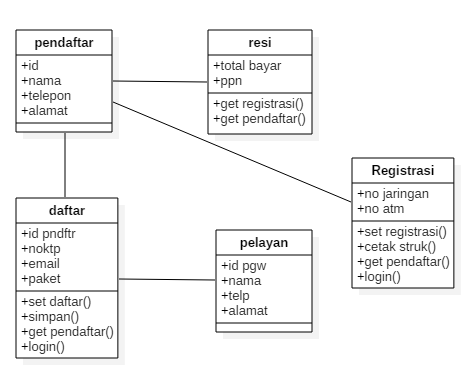 pendaftar
+id
+nama
+telepon
+alamat
resi
+total bayar
+ppn
+get registrasi()
+get pendaftar()
Registrasi
+no jaringan
+no atm
+set registrasi()
+cetak struk()
+get pendaftar()
+login()
daftar
+id pndftr
+noktp
+email
+paket
+set daftar()
+simpan()
+get pendaftar()
+login()
pelayan
+id pgw
+nama
+telp
+alamat